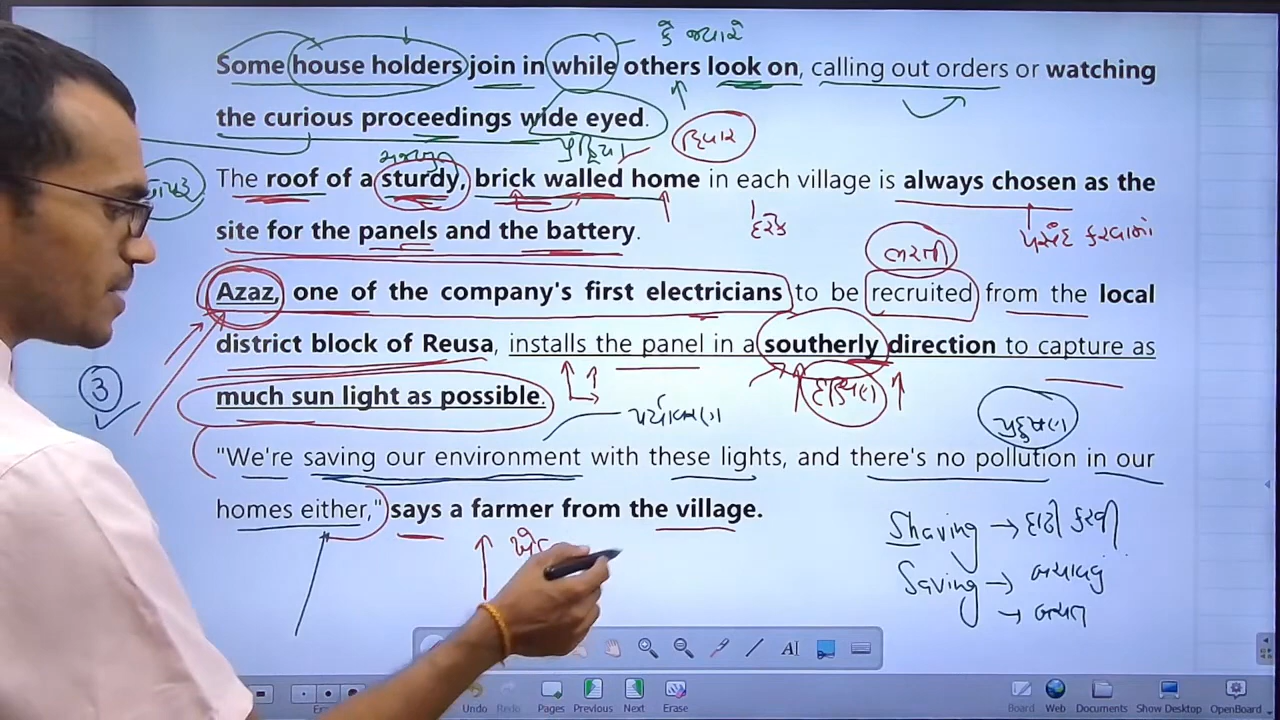 કે જ્યારે
Some house holders join in while others look on, calling out orders or watching
the curious proceedings wide eyed.
મજબૂત
The roof of a sturdy, brick walled home in each village is always chosen as the
દરેક
પસંદ કરવાનાં
site for the panels and the battery.
ભરતી
Azaz, one of the company's first electricians to be recruited from the local
district block of Reusa, installs the panel in a southerly direction to capture as
3
દક્ષિણ
much sun light as possible.
પર્યાવરણ
પ્રદુષણ
"We're saving our environment with these lights, and there's no pollution in our
homes either," says a farmer from the village.
Shaving → દાઢી કરવી
Saving → બચાવવું
→ બચત
Undo Redo Pages Previous Next Erase Board Web Documents Show Desktop OpenBoard